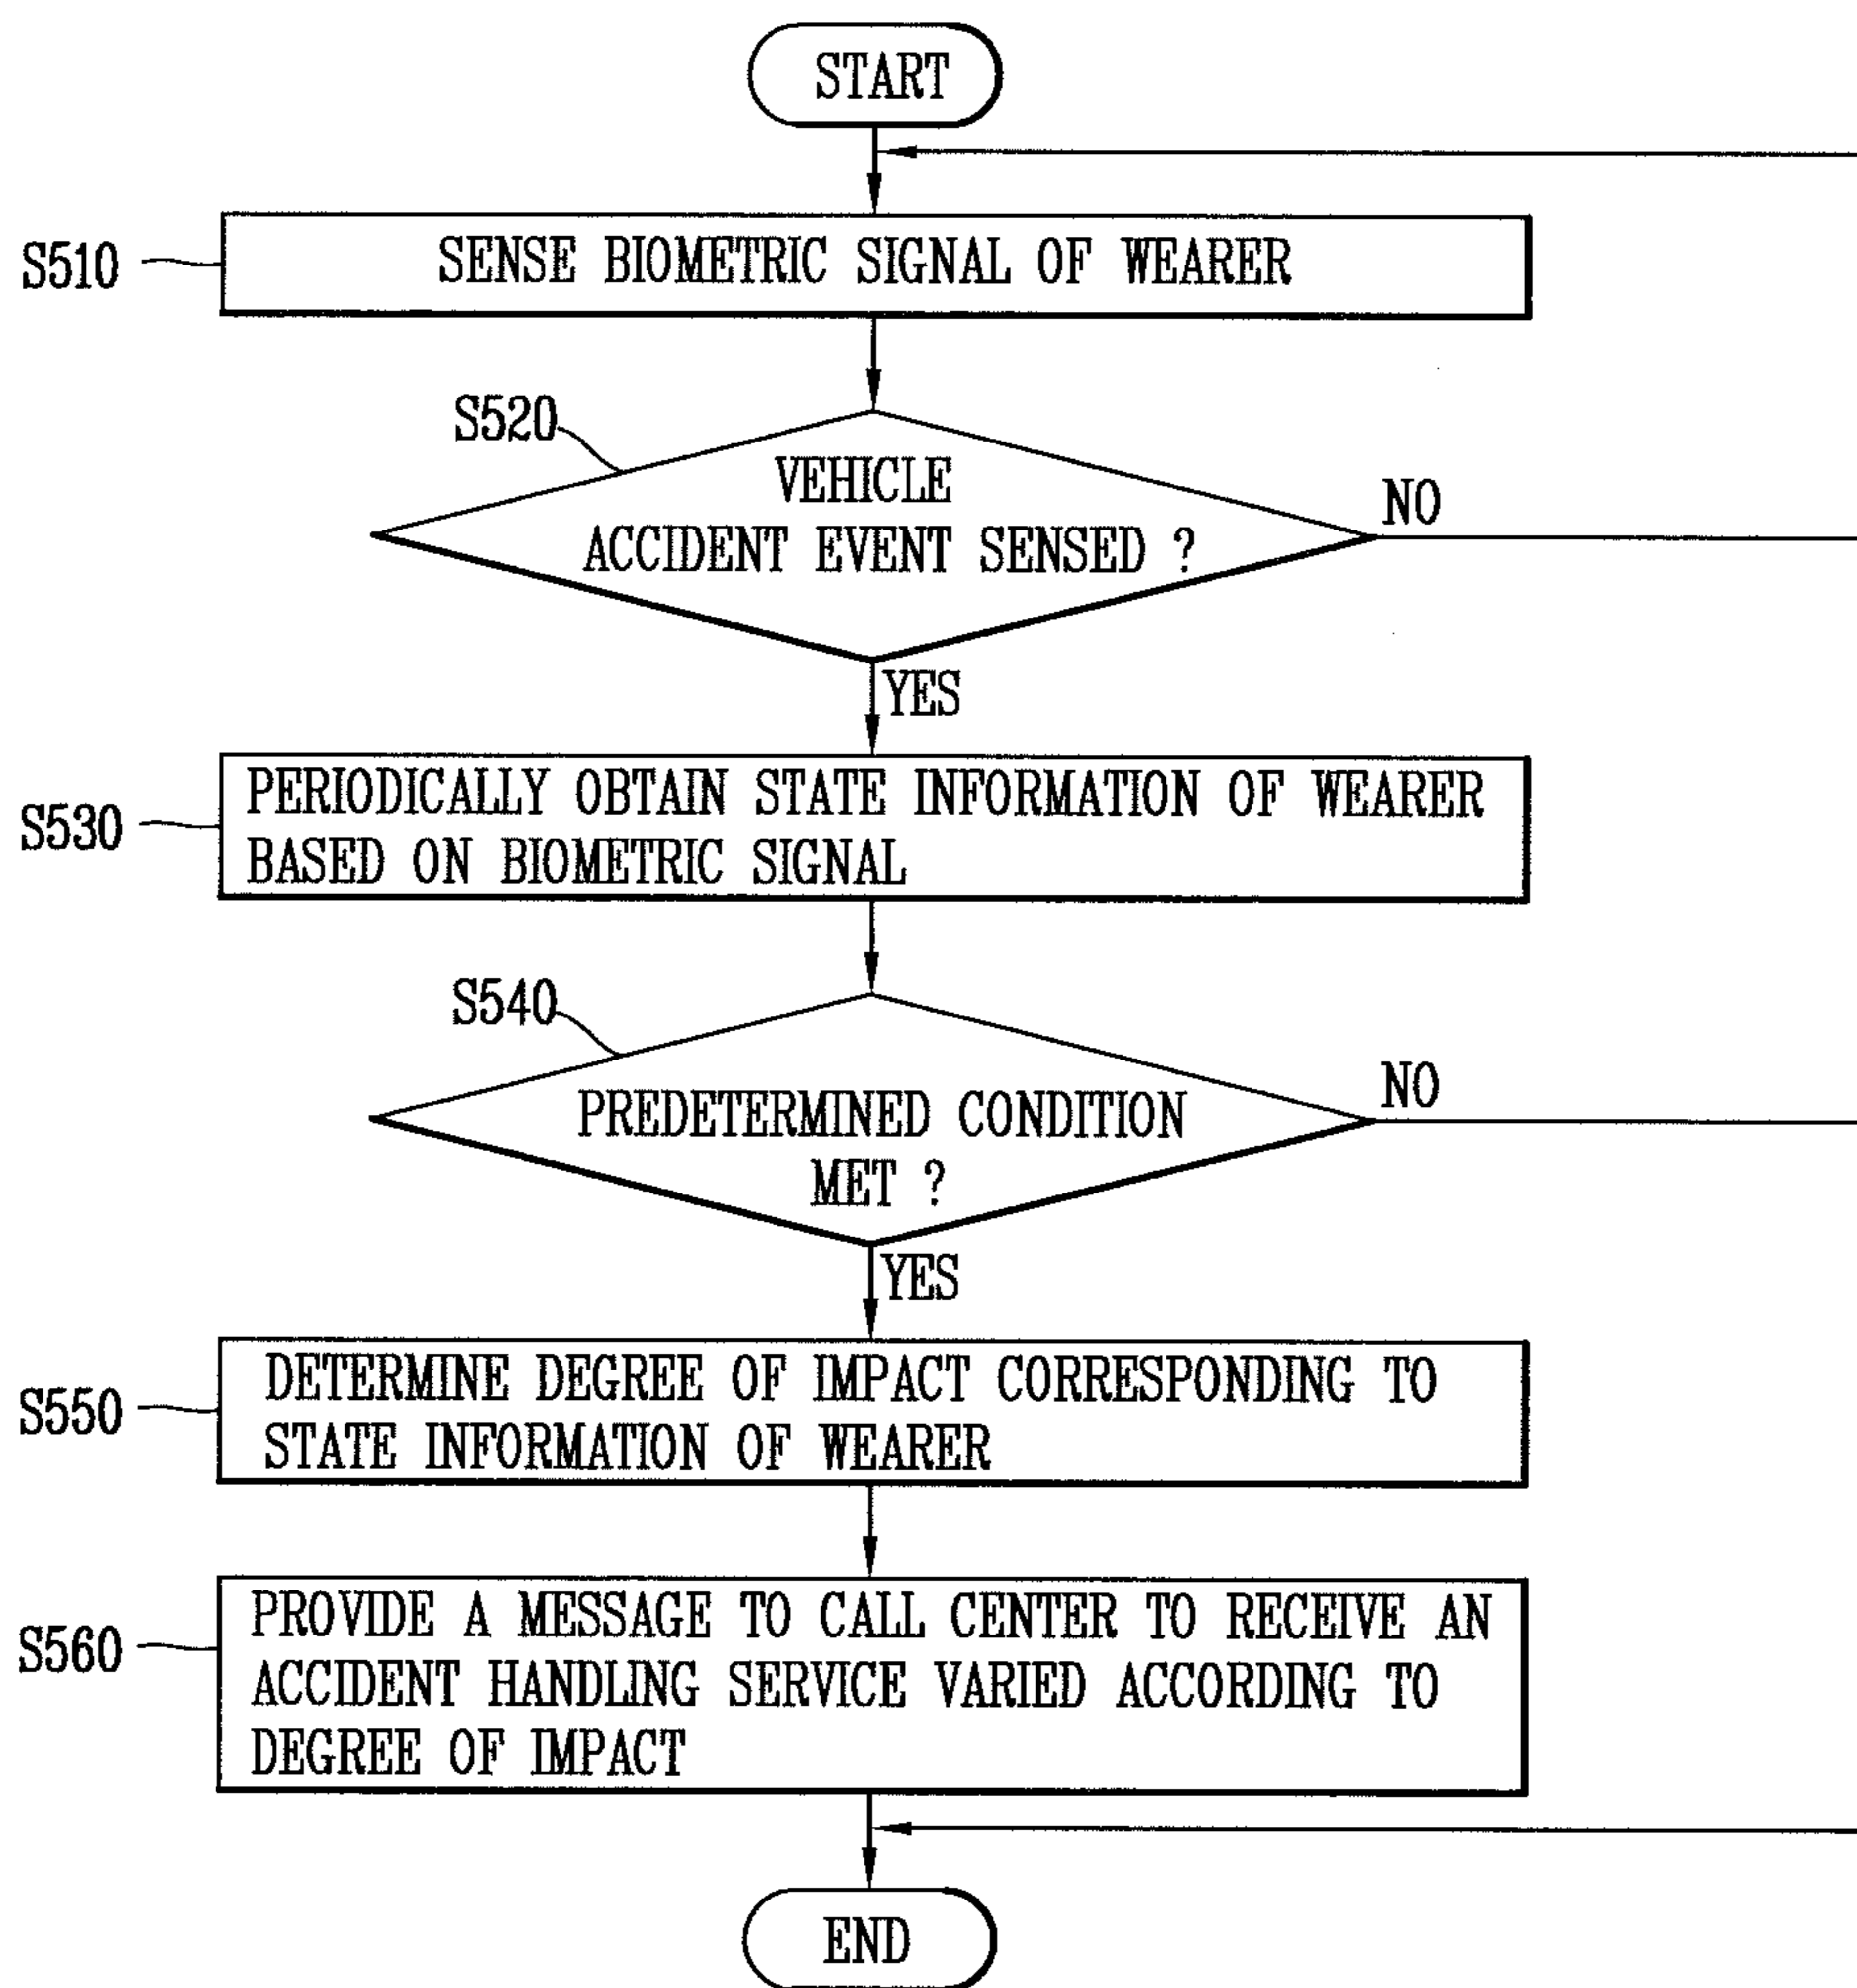 START
S510
SENSE BIOMETRIC SIGNAL OF WEARER
S520
VEHICLE
ACCIDENT EVENT SENSED ?
NO
YES
S530
PERIODICALLY OBTAIN STATE INFORMATION OF WEARER
BASED ON BIOMETRIC SIGNAL
S540
PREDETERMINED CONDITION
MET ?
NO
YES
S550
DETERMINE DEGREE OF IMPACT CORRESPONDING TO
STATE INFORMATION OF WEARER
S560
PROVIDE A MESSAGE TO CALL CENTER TO RECEIVE AN
ACCIDENT HANDLING SERVICE VARIED ACCORDING TO
DEGREE OF IMPACT
END